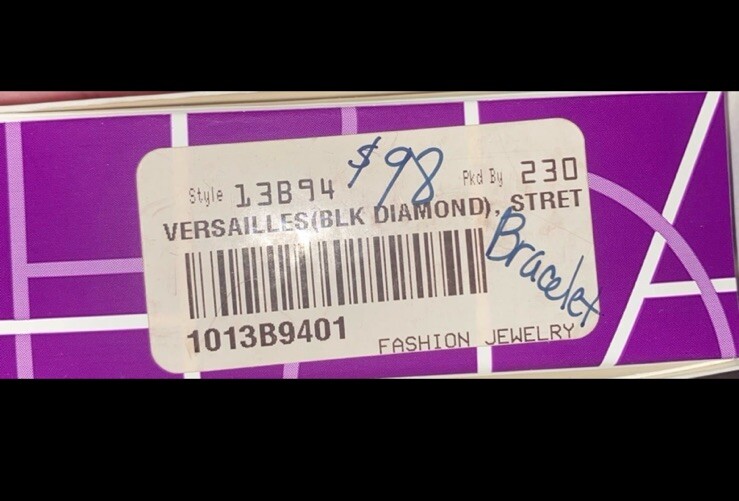 $98
Style 13B94 Pkd By 230
VERSAILLES(BLK DIAMOND), STRET
Bracelet
1013B9401
FASHION JEWELRY